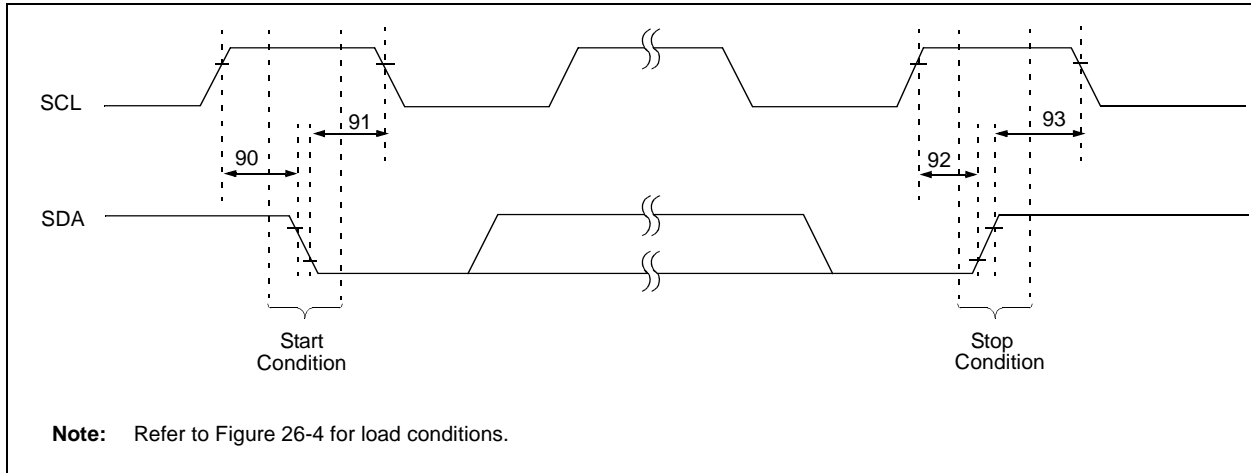 SCL
91
93
90
92
SDA
Start
Condition
Stop
Condition
Note: Refer to Figure 26-4 for load conditions.